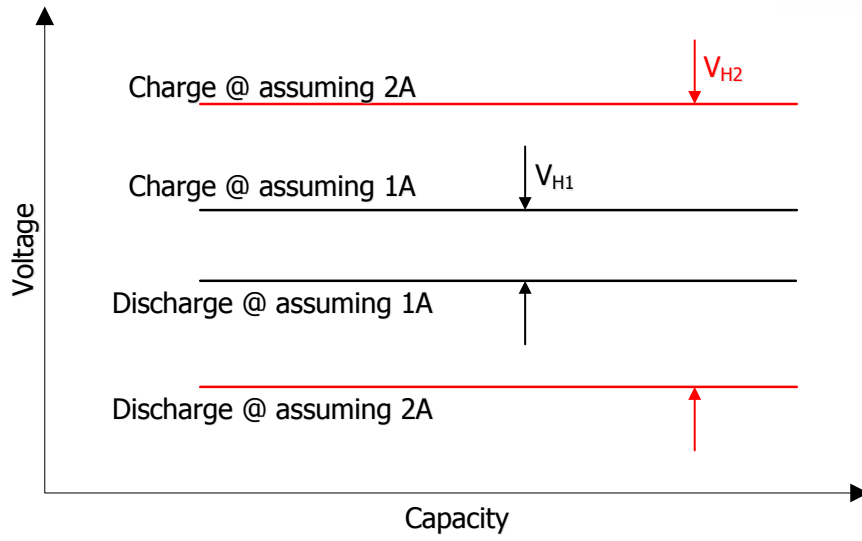 Charge @ assuming 2A
VH2
Charge @ assuming 1A
VH1
Voltage
Discharge @ assuming 1A
Discharge @ assuming 2A
Capacity